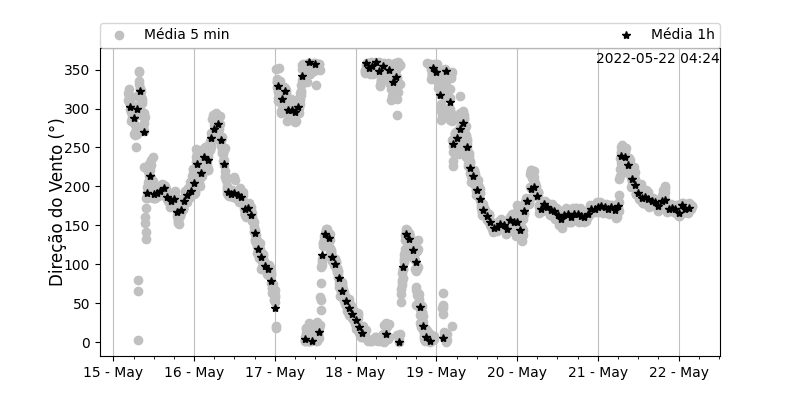 Média 5 min
Média 1h
2022-05-22 04:24
Direção do Vento (°)
350
300
250
200
150
100
50
0
15 - May
16 - May
17 - May
18 - May
19 - May
20 - May
21 - May
22 - May